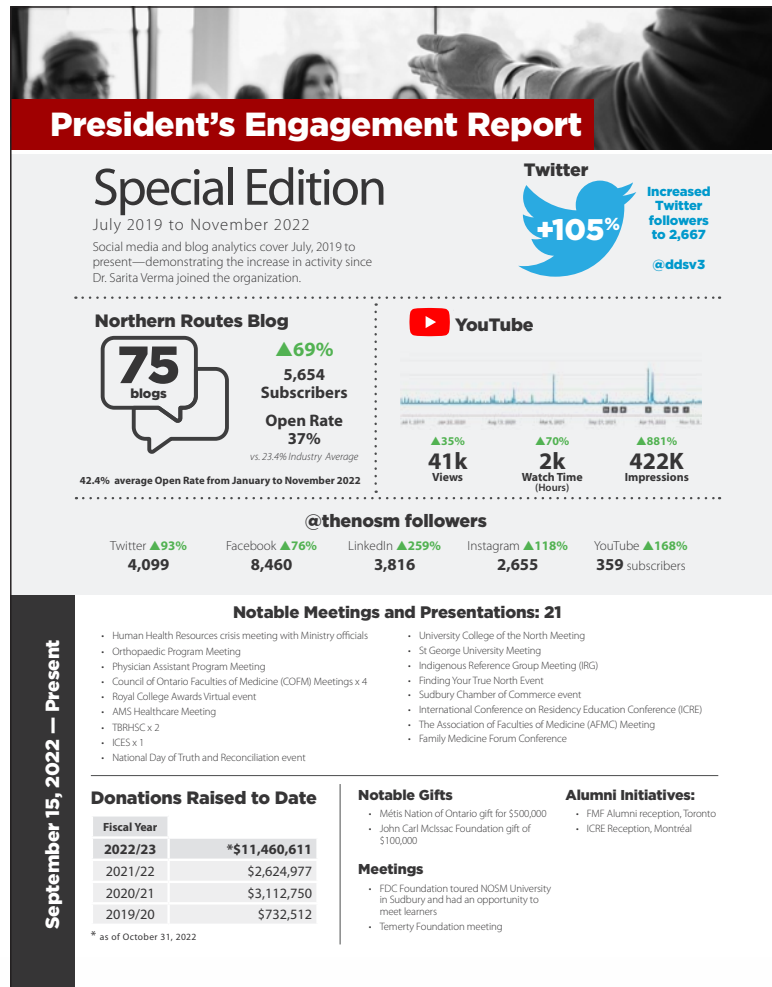 President's Engagement Report
Special Edition
July 2019 to November 2022
Social media and blog analytics cover July, 2019 to
present—demonstrating the increase in activity since
Dr. Sarita Verma joined the organization.
Twitter
+105%
Increased
Twitter
followers
to 2,667
@ddsv3
Northern Routes Blog
75
blogs
▲69%
5,654
Subscribers
Open Rate
37%
vs. 23.4% Industry Average
42.4% average Open Rate from January to November 2022
YouTube
▲35%
41k
Views
▲70%
2k
Watch Time
(Hours)
▲881%
422K
Impressions
@thenosm followers
Twitter ▲93%
4,099
Facebook ▲76%
8,460
LinkedIn ▲259%
3,816
Instagram ▲118%
2,655
YouTube ▲168%
359 subscribers
September 15, 2022 — Present
Notable Meetings and Presentations: 21
• Human Health Resources crisis meeting with Ministry officials
• Orthopaedic Program Meeting
• Physician Assistant Program Meeting
• Council of Ontario Faculties of Medicine (COFM) Meetings x 4
• Royal College Awards Virtual event
• AMS Healthcare Meeting
• TBRHSC x 2
• ICES x 1
• National Day of Truth and Reconciliation event
• University College of the North Meeting
• St George University Meeting
• Indigenous Reference Group Meeting (IRG)
• Finding Your True North Event
• Sudbury Chamber of Commerce event
• International Conference on Residency Education Conference (ICRE)
• The Association of Faculties of Medicine (AFMC) Meeting
• Family Medicine Forum Conference
Donations Raised to Date
Fiscal Year
2022/23 *$11,460,611
2021/22 $2,624,977
2020/21 $3,112,750
2019/20 $732,512
* as of October 31, 2022
Notable Gifts
• Métis Nation of Ontario gift for $500,000
• John Carl McIssac Foundation gift of
$100,000
Meetings
• FDC Foundation toured NOSM University
in Sudbury and had an opportunity to
meet learners
• Temerty Foundation meeting
Alumni Initiatives:
• FMF Alumni reception, Toronto
• ICRE Reception, Montréal